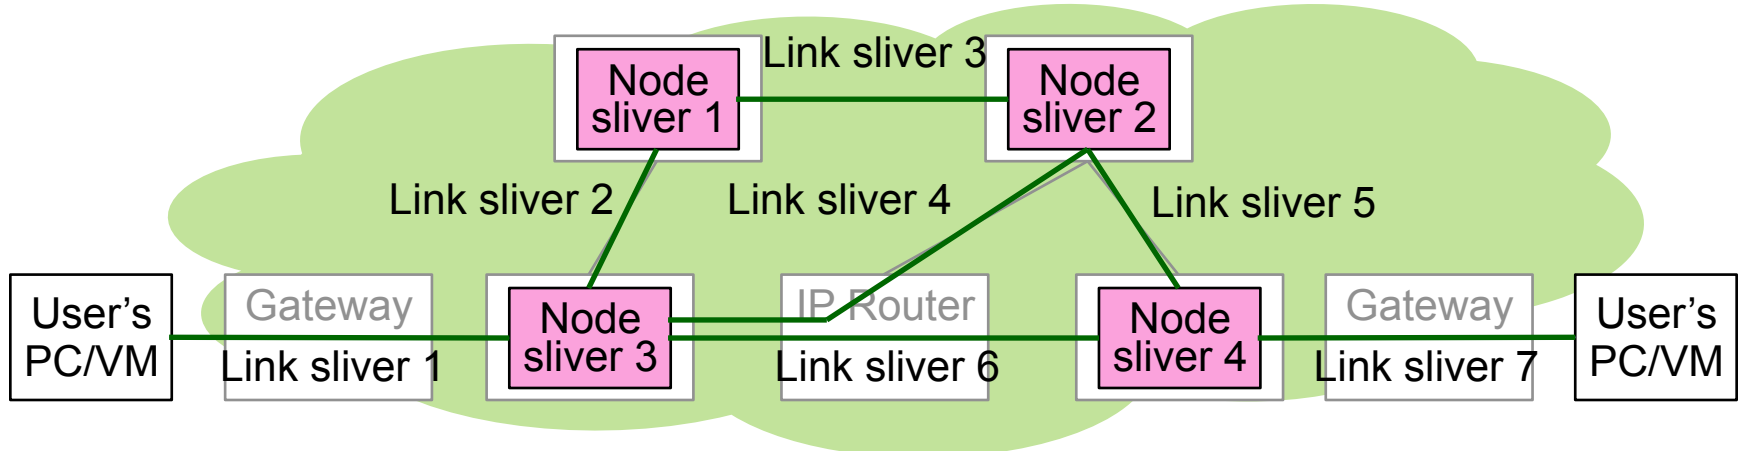 Link sliver 3
Node
sliver 1
Node
sliver 2
Link sliver 2
Link sliver 4
Link sliver 5
User's
PC/VM
Gateway
Link sliver 1
Node
sliver 3
IP Router
Link sliver 6
Node
sliver 4
Gateway
Link sliver 7
User's
PC/VM